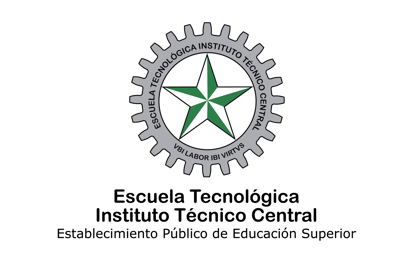 ESCUELA TECNOLÓGICA INSTITUTO TÉCNICO CENTRAL
VBI LABOR IBI VIRTVS
Escuela Tecnológica
Instituto Técnico Central
Establecimiento Público de Educación Superior